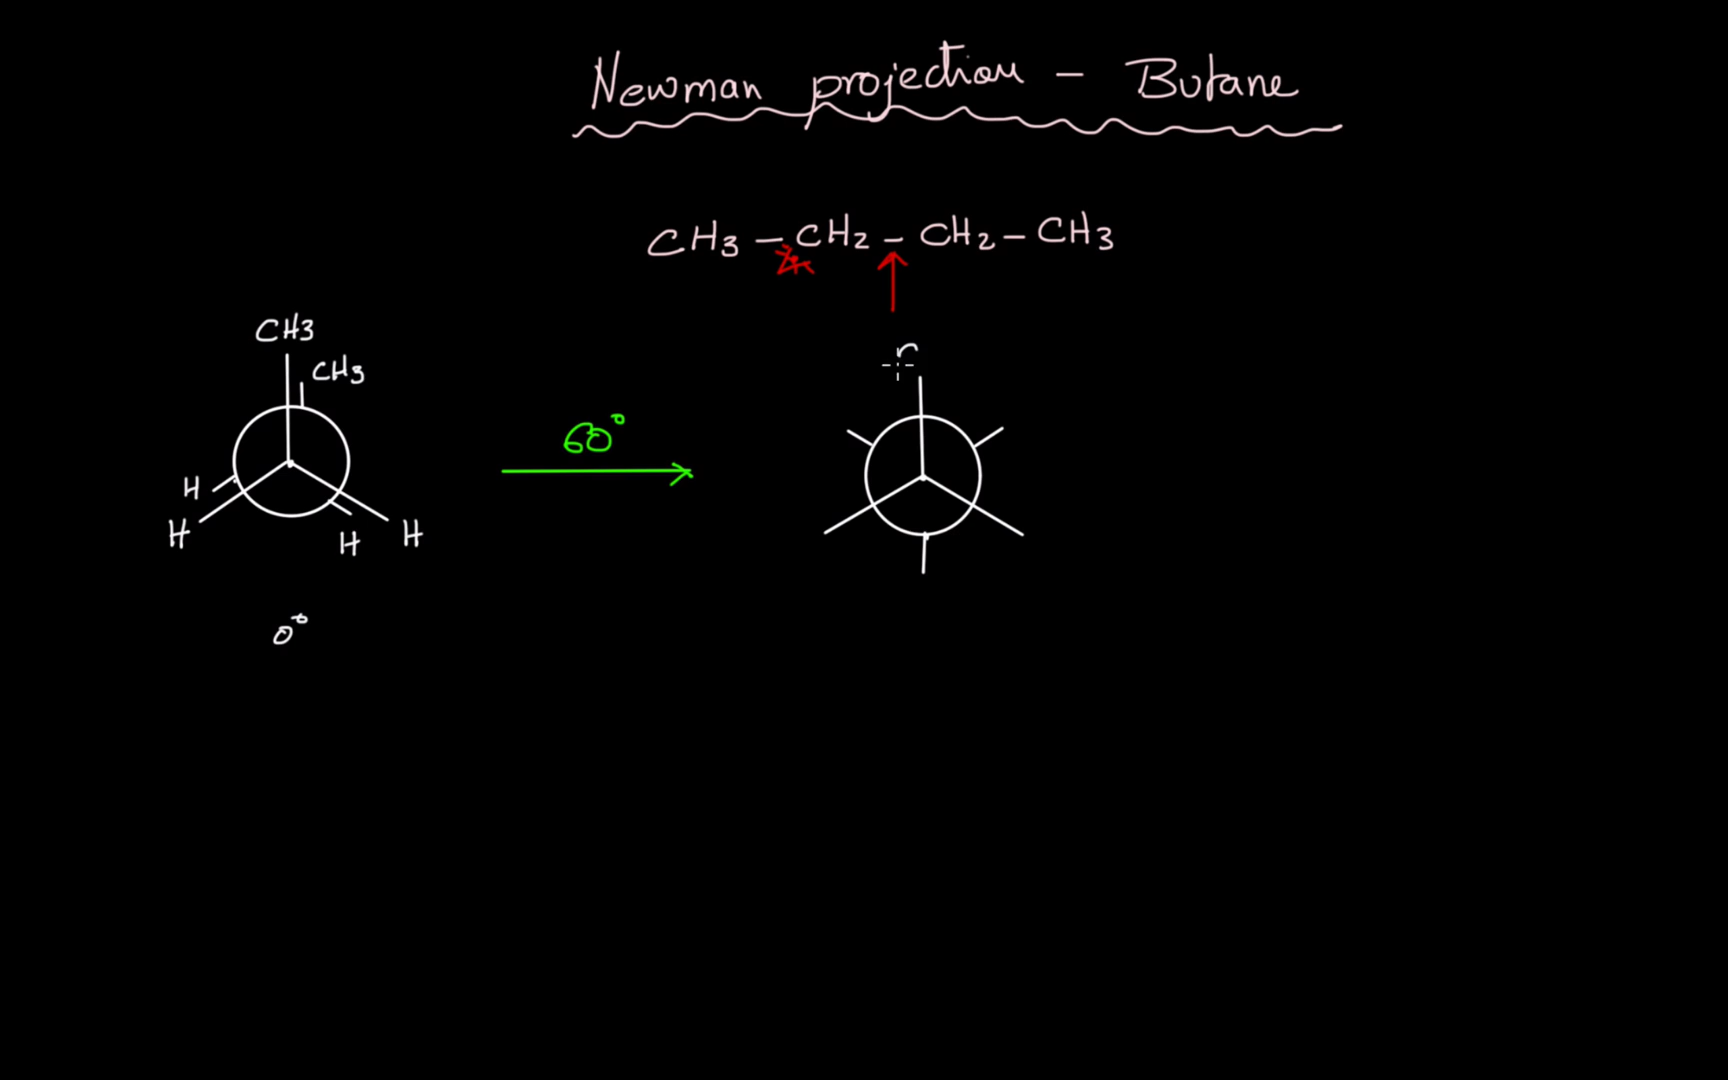 Newman projection - Butane
CH3 - CH2 - CH2 - CH3
CH3
CH3
60°
H
H
H
H
0°